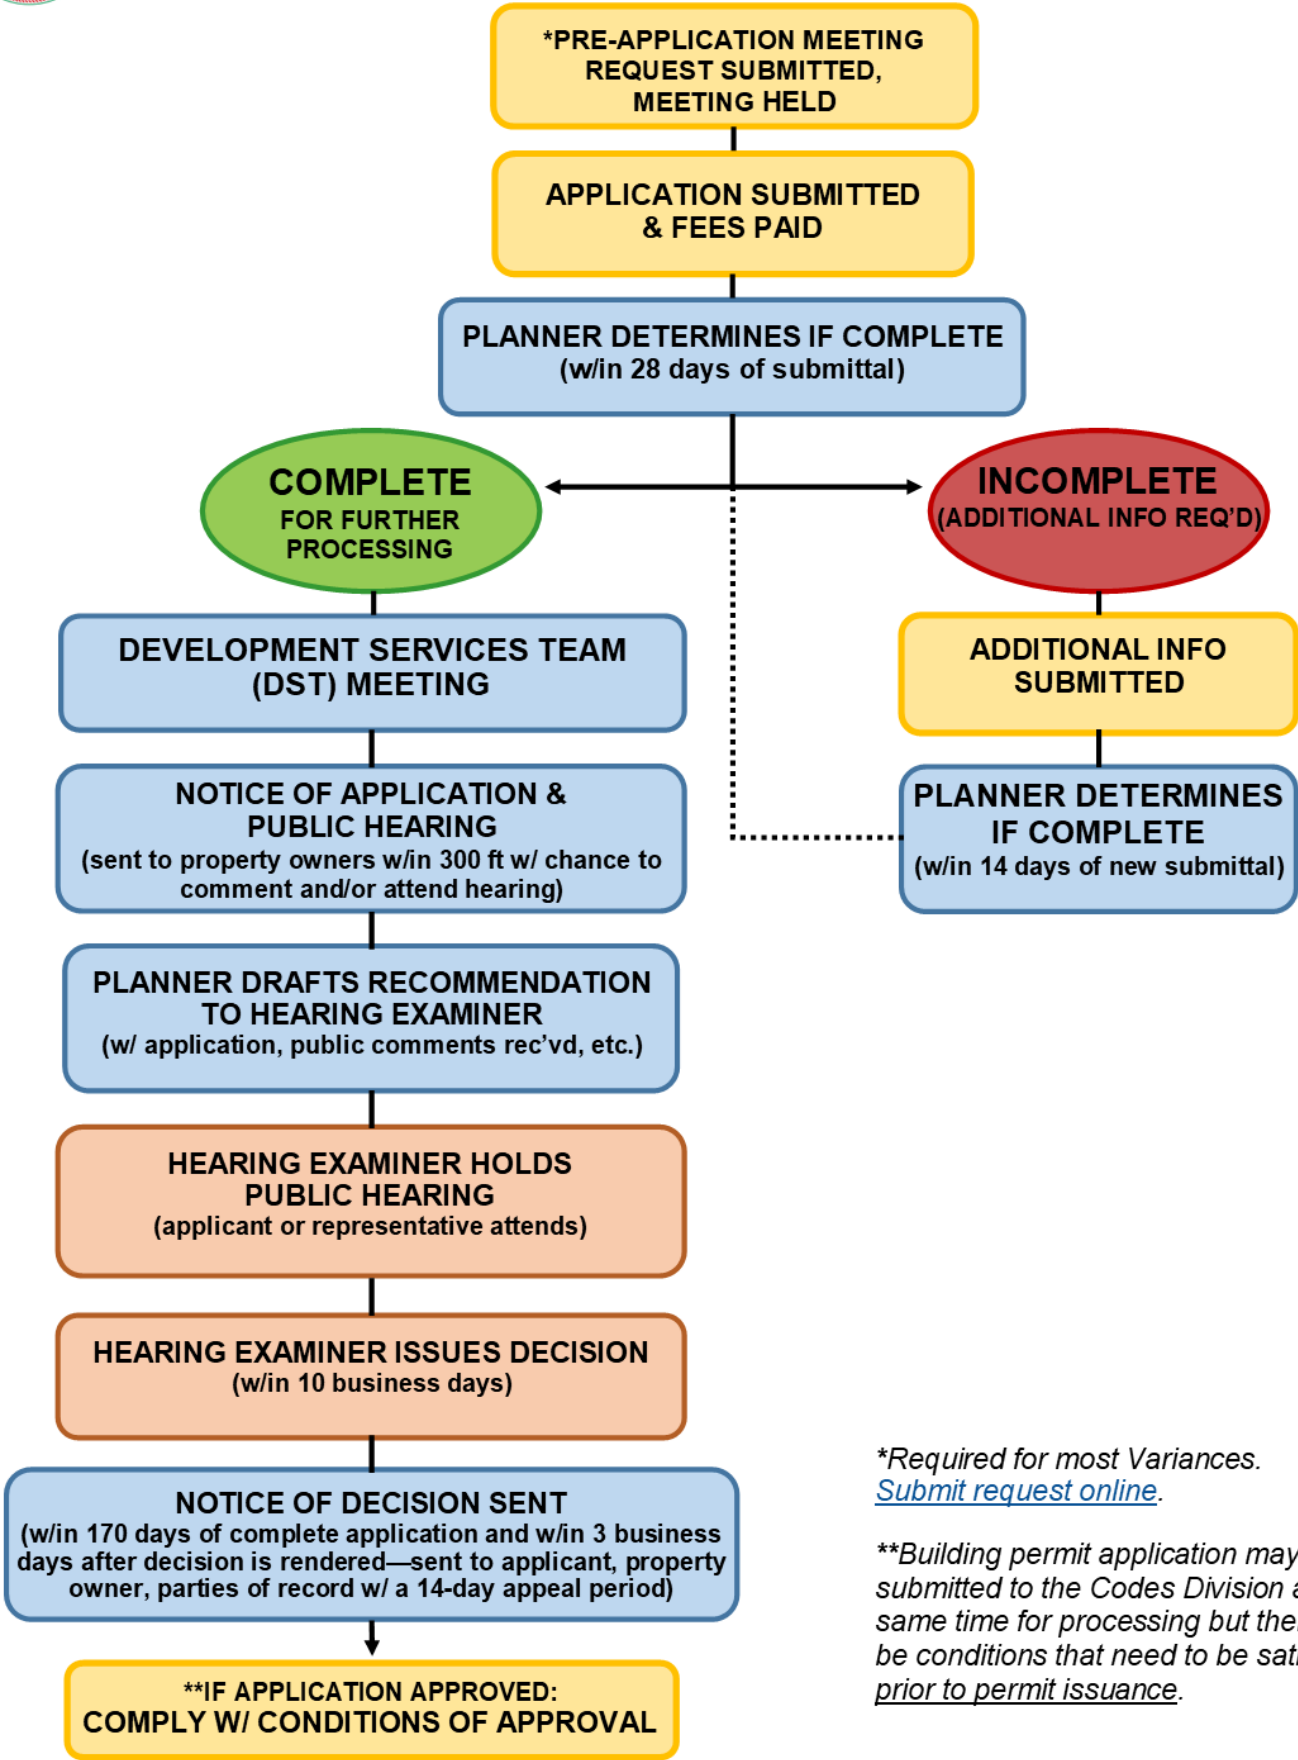 *PRE-APPLICATION MEETING
REQUEST SUBMITTED,
MEETING HELD
APPLICATION SUBMITTED
& FEES PAID
PLANNER DETERMINES IF COMPLETE
(w/in 28 days of submittal)
COMPLETE
FOR FURTHER
PROCESSING
INCOMPLETE
(ADDITIONAL INFO REQ'D)
DEVELOPMENT SERVICES TEAM
(DST) MEETING
ADDITIONAL INFO
SUBMITTED
NOTICE OF APPLICATION &
PUBLIC HEARING
(sent to property owners w/in 300 ft w/ chance to
comment and/or attend hearing)
PLANNER DETERMINES
IF COMPLETE
(w/in 14 days of new submittal)
PLANNER DRAFTS RECOMMENDATION
TO HEARING EXAMINER
(w/ application, public comments rec'vd, etc.)
HEARING EXAMINER HOLDS
PUBLIC HEARING
(applicant or representative attends)
HEARING EXAMINER ISSUES DECISION
(w/in 10 business days)
NOTICE OF DECISION SENT
(w/in 170 days of complete application and w/in 3 business
days after decision is rendered—sent to applicant, property
owner, parties of record w/ a 14-day appeal period)
**IF APPLICATION APPROVED:
COMPLY W/ CONDITIONS OF APPROVAL
*Required for most Variances.
Submit request online.
**Building permit application may
submitted to the Codes Division
same time for processing but
be conditions that need to be
prior to permit issuance.